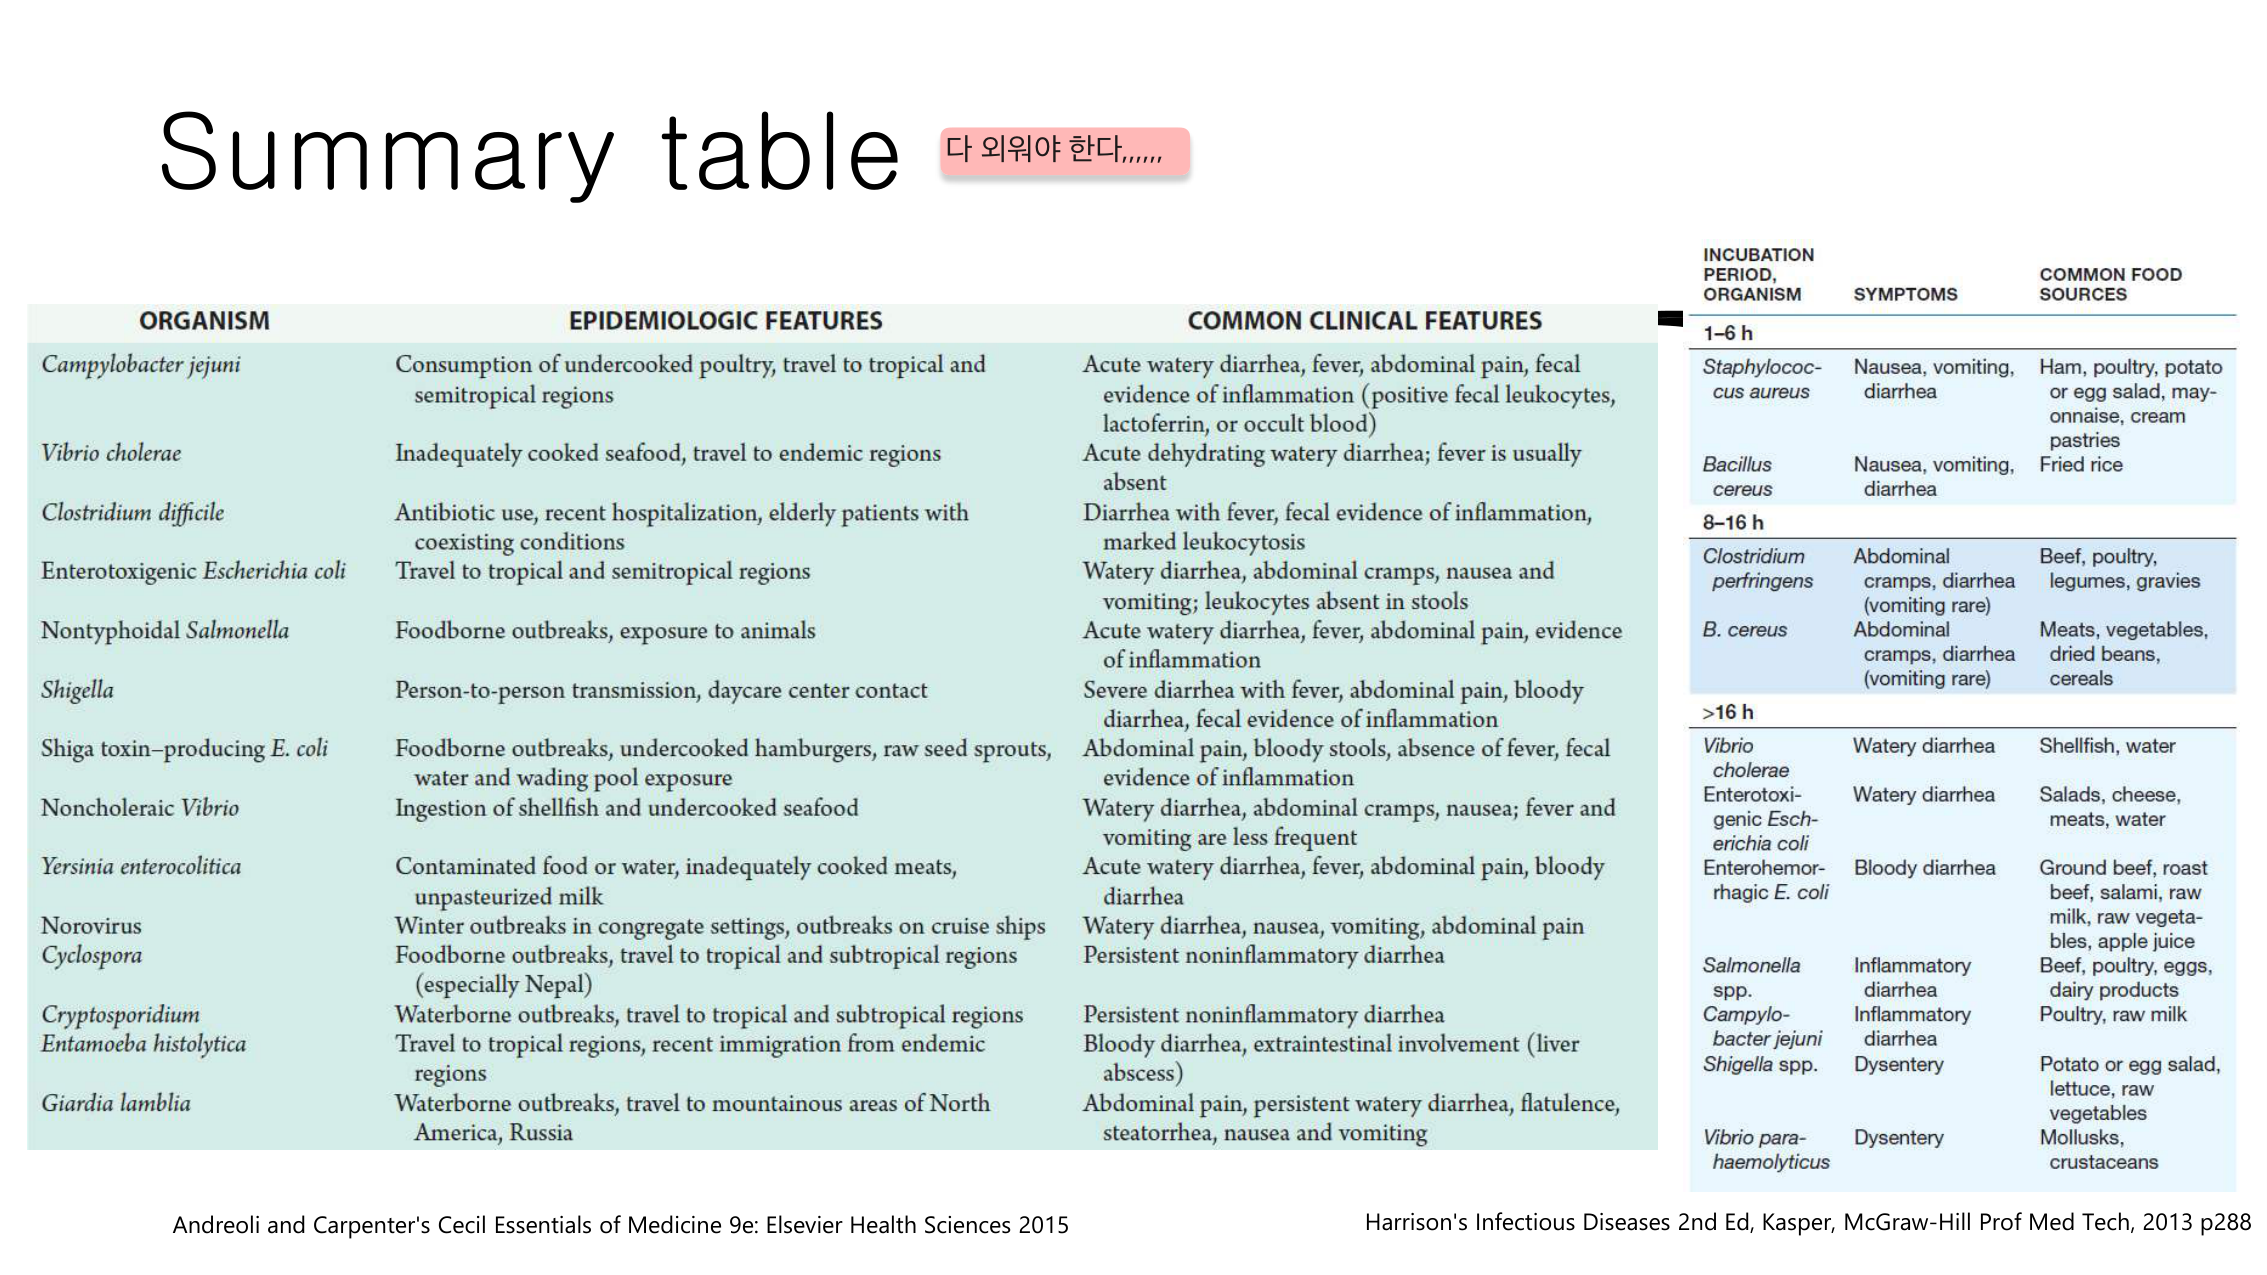 Summary table
다 외워야 한다,,,,,,
ORGANISM EPIDEMIOLOGIC FEATURES COMMON CLINICAL FEATURES
Campylobacter jejuni Consumption of undercooked poultry, travel to tropical and Acute watery diarrhea, fever, abdominal pain, fecal
semitropical regions evidence of inflammation (positive fecal leukocytes,
lactoferrin, or occult blood)
Vibrio cholerae Inadequately cooked seafood, travel to endemic regions Acute dehydrating watery diarrhea; fever is usually
absent
Clostridium difficile Antibiotic use, recent hospitalization, elderly patients with Diarrhea with fever, fecal evidence of inflammation,
coexisting conditions marked leukocytosis
Enterotoxigenic Escherichia coli Travel to tropical and semitropical regions Watery diarrhea, abdominal cramps, nausea and
vomiting; leukocytes absent in stools
Nontyphoidal Salmonella Foodborne outbreaks, exposure to animals Acute watery diarrhea, fever, abdominal pain, evidence
of inflammation
Shigella Person-to-person transmission, daycare center contact Severe diarrhea with fever, abdominal pain, bloody
diarrhea, fecal evidence of inflammation
Shiga toxin–producing E. coli Foodborne outbreaks, undercooked hamburgers, raw seed sprouts, Abdominal pain, bloody stools, absence of fever, fecal
water and wading pool exposure evidence of inflammation
Noncholeraic Vibrio Ingestion of shellfish and undercooked seafood Watery diarrhea, abdominal cramps, nausea; fever and
vomiting are less frequent
Yersinia enterocolitica Contaminated food or water, inadequately cooked meats, Acute watery diarrhea, fever, abdominal pain, bloody
unpasteurized milk diarrhea
Norovirus Winter outbreaks in congregate settings, outbreaks on cruise ships Watery diarrhea, nausea, vomiting, abdominal pain
Cyclospora Foodborne outbreaks, travel to tropical and subtropical regions Persistent noninflammatory diarrhea
(especially Nepal)
Cryptosporidium Waterborne outbreaks, travel to tropical and subtropical regions Persistent noninflammatory diarrhea
Entamoeba histolytica Travel to tropical regions, recent immigration from endemic Bloody diarrhea, extraintestinal involvement (liver
regions abscess)
Giardia lamblia Waterborne outbreaks, travel to mountainous areas of North Abdominal pain, persistent watery diarrhea, flatulence,
America, Russia steatorrhea, nausea and vomiting
INCUBATION
PERIOD, COMMON FOOD
ORGANISM SYMPTOMS SOURCES
1–6 h
Staphylococ- Nausea, vomiting, Ham, poultry, potato
cus aureus diarrhea or egg salad, may-
onnaise, cream
pastries
Bacillus Nausea, vomiting, Fried rice
cereus diarrhea
8–16 h
Clostridium Abdominal Beef, poultry,
perfringens cramps, diarrhea legumes, gravies
(vomiting rare)
B. cereus Abdominal Meats, vegetables,
cramps, diarrhea dried beans,
(vomiting rare) cereals
>16 h
Vibrio Watery diarrhea Shellfish, water
cholerae
Enterotoxi- Watery diarrhea Salads, cheese,
genic Esch- meats, water
erichia coli
Enterohemor- Bloody diarrhea Ground beef, roast
rhagic E. coli beef, salami, raw
milk, raw vegeta-
bles, apple juice
Salmonella Inflammatory Beef, poultry, eggs,
spp. diarrhea dairy products
Campylo- Inflammatory Poultry, raw milk
bacter jejuni diarrhea
Shigella spp. Dysentery Potato or egg salad,
lettuce, raw
vegetables
Vibrio para- Dysentery Mollusks,
haemolyticus crustaceans
Andreoli and Carpenter's Cecil Essentials of Medicine 9e: Elsevier Health Sciences 2015
Harrison's Infectious Diseases 2nd Ed, Kasper, McGraw-Hill Prof Med Tech, 2013 p288